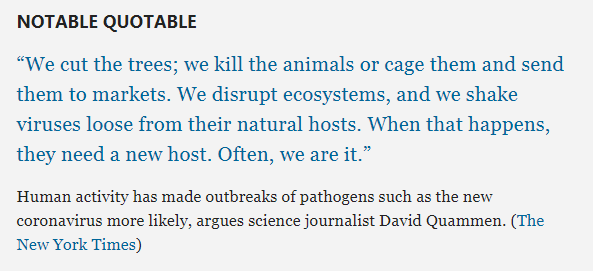 NOTABLE QUOTABLE
“We cut the trees; we kill the animals or cage them and send
them to markets. We disrupt ecosystems, and we shake
viruses loose from their natural hosts. When that happens,
they need a new host. Often, we are it.”
Human activity has made outbreaks of pathogens such as the new
coronavirus more likely, argues science journalist David Quammen. (The
New York Times)